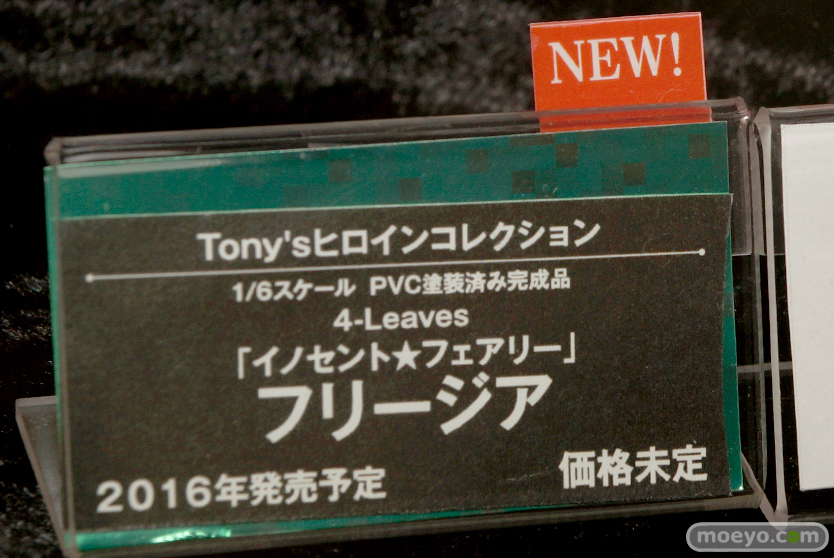 NEW!
Tony'sヒロインコレクション
1/6スケール PVC塗装済み完成品
4-Leaves
「イノセント★フェアリー」
フリージア
2016年発売予定
価格未定
moeyo.com